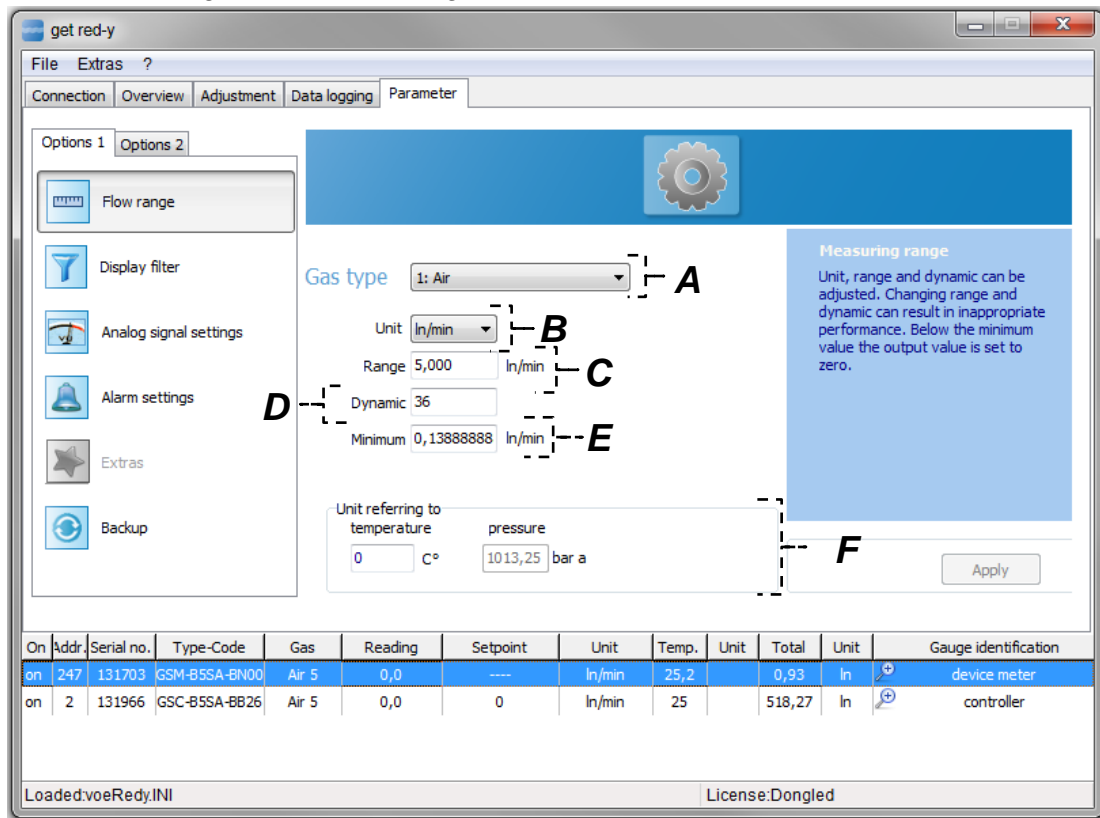 get red-y
File Extras ?
Connection Overview Adjustment Data logging Parameter
Options 1 Options 2
Flow range
Display filter
Analog signal settings
Alarm settings
Extras
Backup
Gas type 1: Air A
Unit ln/min B
Range 5,000 ln/min C
D Dynamic 36
Minimum 0,13888888 ln/min E
Unit referring to
temperature pressure
0 C° 1013,25 bar a
F
Measuring range
Unit, range and dynamic can be
adjusted. Changing range and
dynamic can result in inappropriate
performance. Below the minimum
value the output value is set to
zero.
Apply
On Addr. Serial no. Type-Code Gas Reading Setpoint Unit Temp. Unit Total Unit Gauge identification
on 247 131703 GSM-B5SA-BN00 Air 5 0,0 ---- ln/min 25,2 0,93 ln device meter
on 2 131966 GSC-B5SA-BB26 Air 5 0,0 0 ln/min 25 518,27 ln controller
Loaded:voeRedy.INI License:Dongled